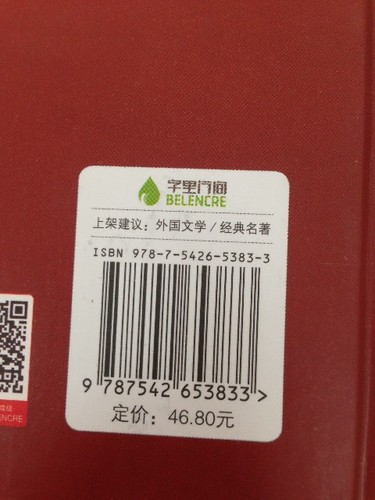 字里行间
BELENCRE
上架建议：外国文学/经典名著
ISBN 978-7-5426-5383-3
9 787542 653833>
定价：46.80元